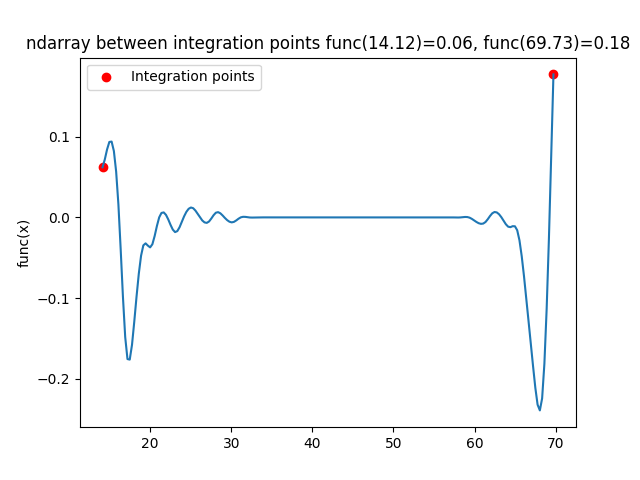 ndarray between integration points func(14.12)=0.06, func(69.73)=0.18
Integration points
0.1
0.0
−0.1
−0.2
func(x)
20 30 40 50 60 70